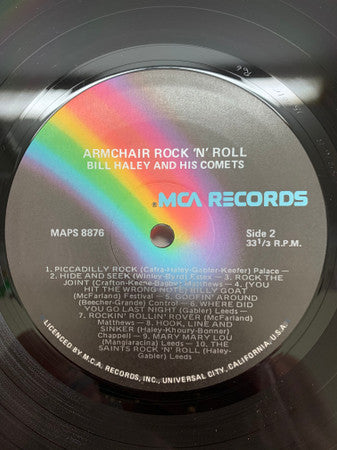 ARMCHAIR ROCK 'N' ROLL
BILL HALEY AND HIS COMETS
MCA RECORDS
MAPS 8876
Side 2
33 1/3 R.P.M.
1. PICCADILLY ROCK (Cafra-Haley-Gabler-Keefer) Palace —
2. HIDE AND SEEK (Winley-Byrd) Essex — 3. ROCK THE
JOINT (Crafton-Keene-Bagby) Matthews — 4. (YOU
HIT THE WRONG NOTE) BILLY GOAT)
(McFarland) Festival — 5. GOOFIN' AROUND
(Beecher-Grande) Control — 6. WHERE DID
YOU GO LAST NIGHT (Gabler) Leeds —
7. ROCKIN' ROLLIN' ROVER (McFarland)
Matthews — 8. HOOK, LINE AND
SINKER (Haley-Khoury-Bonner)
Chappell — 9. MARY MARY LOU
(Mangiaracina) Leeds — 10. THE
SAINTS ROCK 'N' ROLL (Haley-
Gabler) Leeds
LICENCED BY M.C.A. RECORDS, INC., UNIVERSAL CITY, CALIFORNIA, U.S.A.